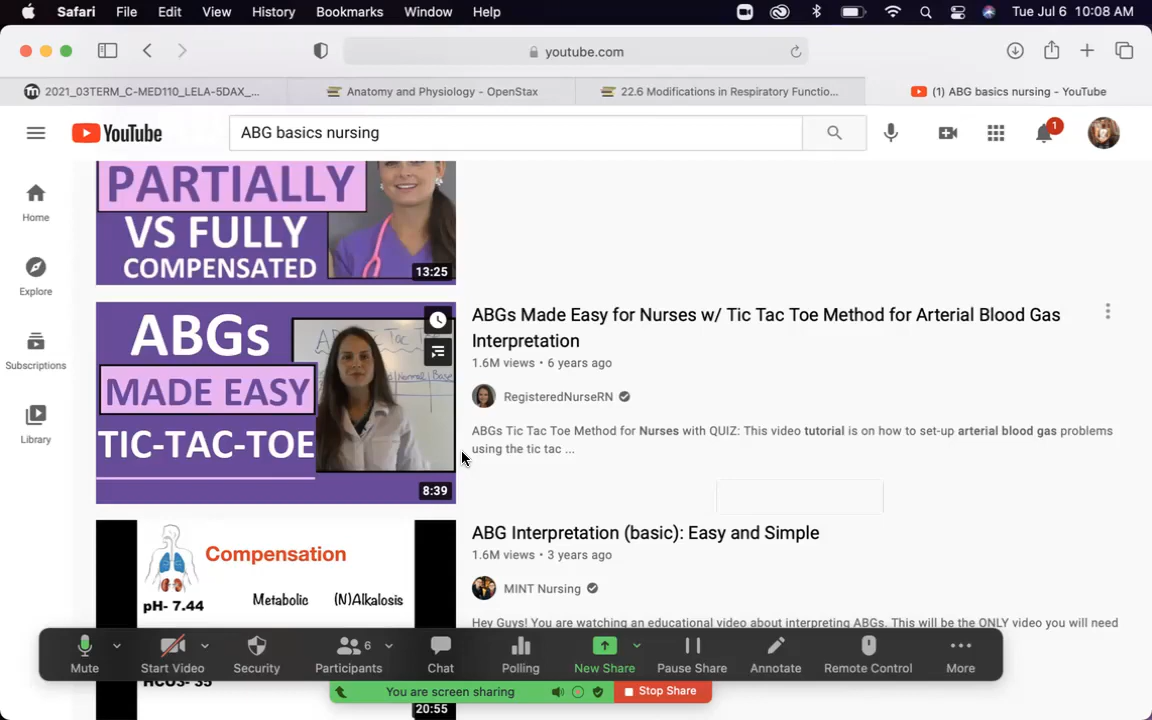 Safari File Edit View History Bookmarks Window Help Tue Jul 6 10:08 AM
youtube.com
2021_03TERM_C-MED110_LELA-5DAX_... Anatomy and Physiology - OpenStax 22.6 Modifications in Respiratory Functio... (1) ABG basics nursing - YouTube
YouTube ABG basics nursing 1
Home
Explore
Subscriptions
Library
PARTIALLY
VS FULLY
COMPENSATED
13:25
ABGs
MADE EASY
TIC-TAC-TOE
8:39
ABGs Made Easy for Nurses w/ Tic Tac Toe Method for Arterial Blood Gas
Interpretation
1.6M views • 6 years ago
RegisteredNurseRN
ABGs Tic Tac Toe Method for Nurses with QUIZ: This video tutorial is on how to set-up arterial blood gas problems
using the tic tac ...
Compensation
pH- 7.44 Metabolic (N)Alkalosis
20:55
ABG Interpretation (basic): Easy and Simple
1.6M views • 3 years ago
MINT Nursing
Hey Guys! You are watching an educational video about interpreting ABGs. This will be the ONLY video you will need
Mute Start Video Security Participants 6 Chat Polling New Share Pause Share Annotate Remote Control More
You are screen sharing Stop Share